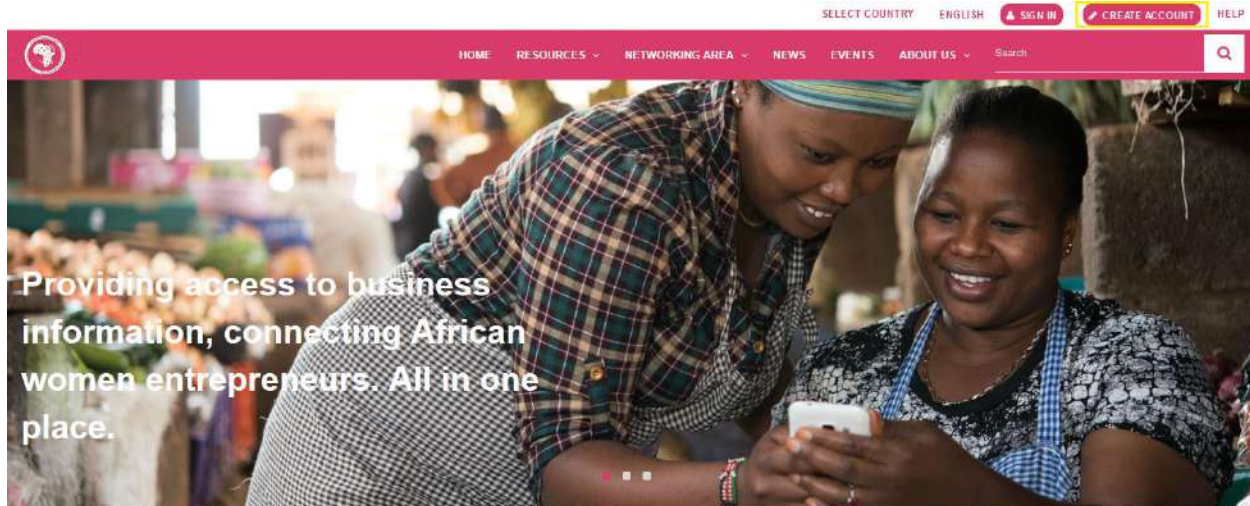 SELECT COUNTRY ENGLISH SIGN IN CREATE ACCOUNT HELP
HOME RESOURCES NETWORKING AREA NEWS EVENTS ABOUT US Search
Providing access to business
information, connecting African
women entrepreneurs. All in one
place.